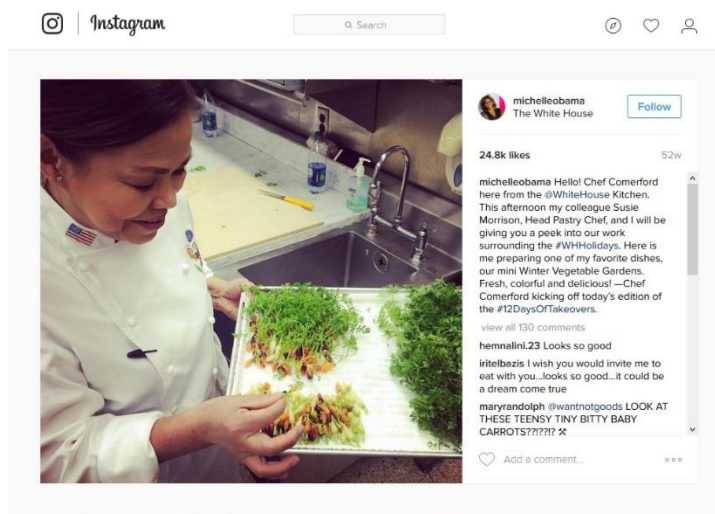 Instagram
Search
michelleobama
The White House
Follow
24.8k likes
52w
michelleobama Hello! Chef Comerford
here from the @WhiteHouse Kitchen.
This afternoon my colleague Susie
Morrison, Head Pastry Chef, and I will be
giving you a peek into our work
surrounding the #WHHolidays. Here is
me preparing one of my favorite dishes,
our mini Winter Vegetable Gardens.
Fresh, colorful and delicious! —Chef
Comerford kicking off today's edition of
the #12DaysOfTakeovers.
view all 130 comments
hemnalini.23 Looks so good
iritelbazis I wish you would invite me to
eat with you...looks so good...it could be
a dream come true
maryrandolph @wantnotgoods LOOK AT
THESE TEENSY TINY BITTY BABY
CARROTS??!??!? ⚒
Add a comment...